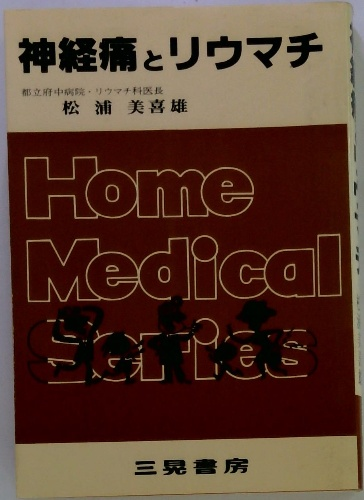 神経痛とリウマチ
都立府中病院・リウマチ科医長
松浦 美喜雄
Home
Medical
Series
三晃書房